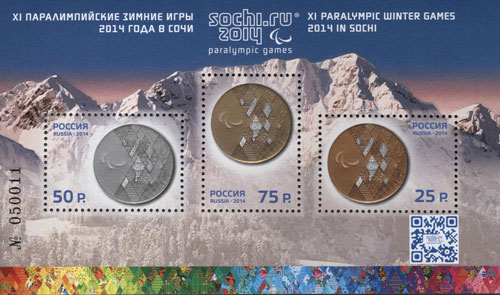 XI ПАРАЛИМПИЙСКИЕ ЗИМНИЕ ИГРЫ
2014 ГОДА В СОЧИ
sochi.ru
2014
paralympic games
XI PARALYMPIC WINTER GAMES
2014 IN SOCHI
РОССИЯ
RUSSIA · 2014
50 Р.
РОССИЯ
RUSSIA · 2014
75 Р.
РОССИЯ
RUSSIA · 2014
25 Р.
№ 050011